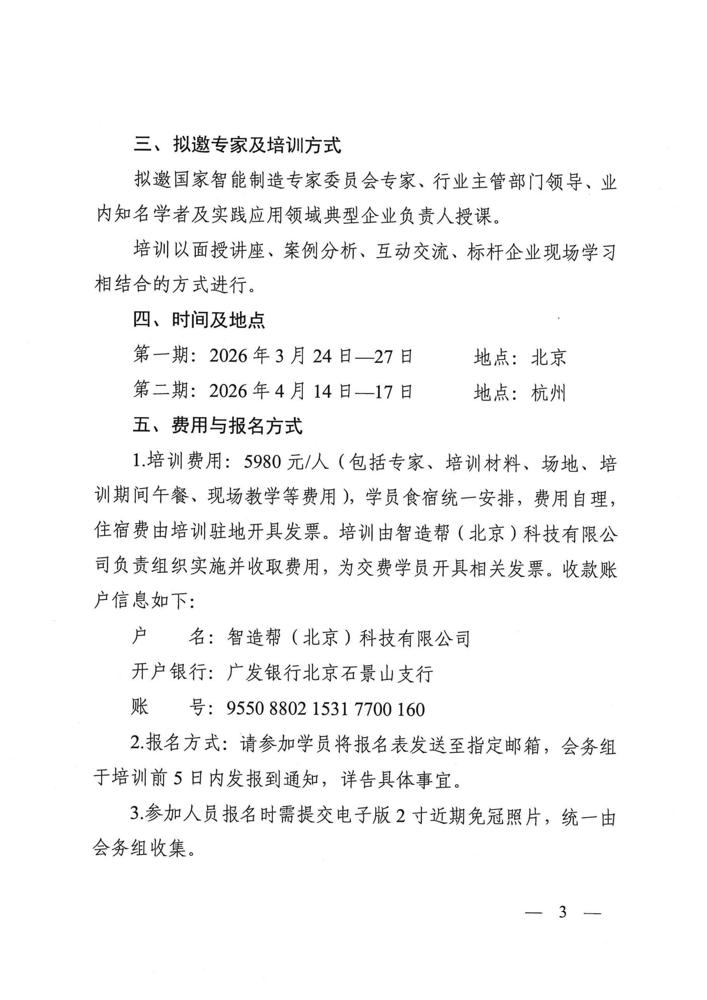 三、拟邀专家及培训方式
拟邀国家智能制造专家委员会专家、行业主管部门领导、业
内知名学者及实践应用领域典型企业负责人授课。
培训以面授讲座、案例分析、互动交流、标杆企业现场学习
相结合的方式进行。
四、时间及地点
第一期：2026 年 3 月 24 日—27 日 地点：北京
第二期：2026 年 4 月 14 日—17 日 地点：杭州
五、费用与报名方式
1.培训费用：5980 元/人（包括专家、培训材料、场地、培
训期间午餐、现场教学等费用），学员食宿统一安排，费用自理，
住宿费由培训驻地开具发票。培训由智造帮（北京）科技有限公
司负责组织实施并收取费用，为交费学员开具相关发票。收款账
户信息如下：
户 名：智造帮（北京）科技有限公司
开户银行：广发银行北京石景山支行
账 号：9550 8802 1531 7700 160
2.报名方式：请参加学员将报名表发送至指定邮箱，会务组
于培训前 5 日内发报到通知，详告具体事宜。
3.参加人员报名时需提交电子版 2 寸近期免冠照片，统一由
会务组收集。
— 3 —